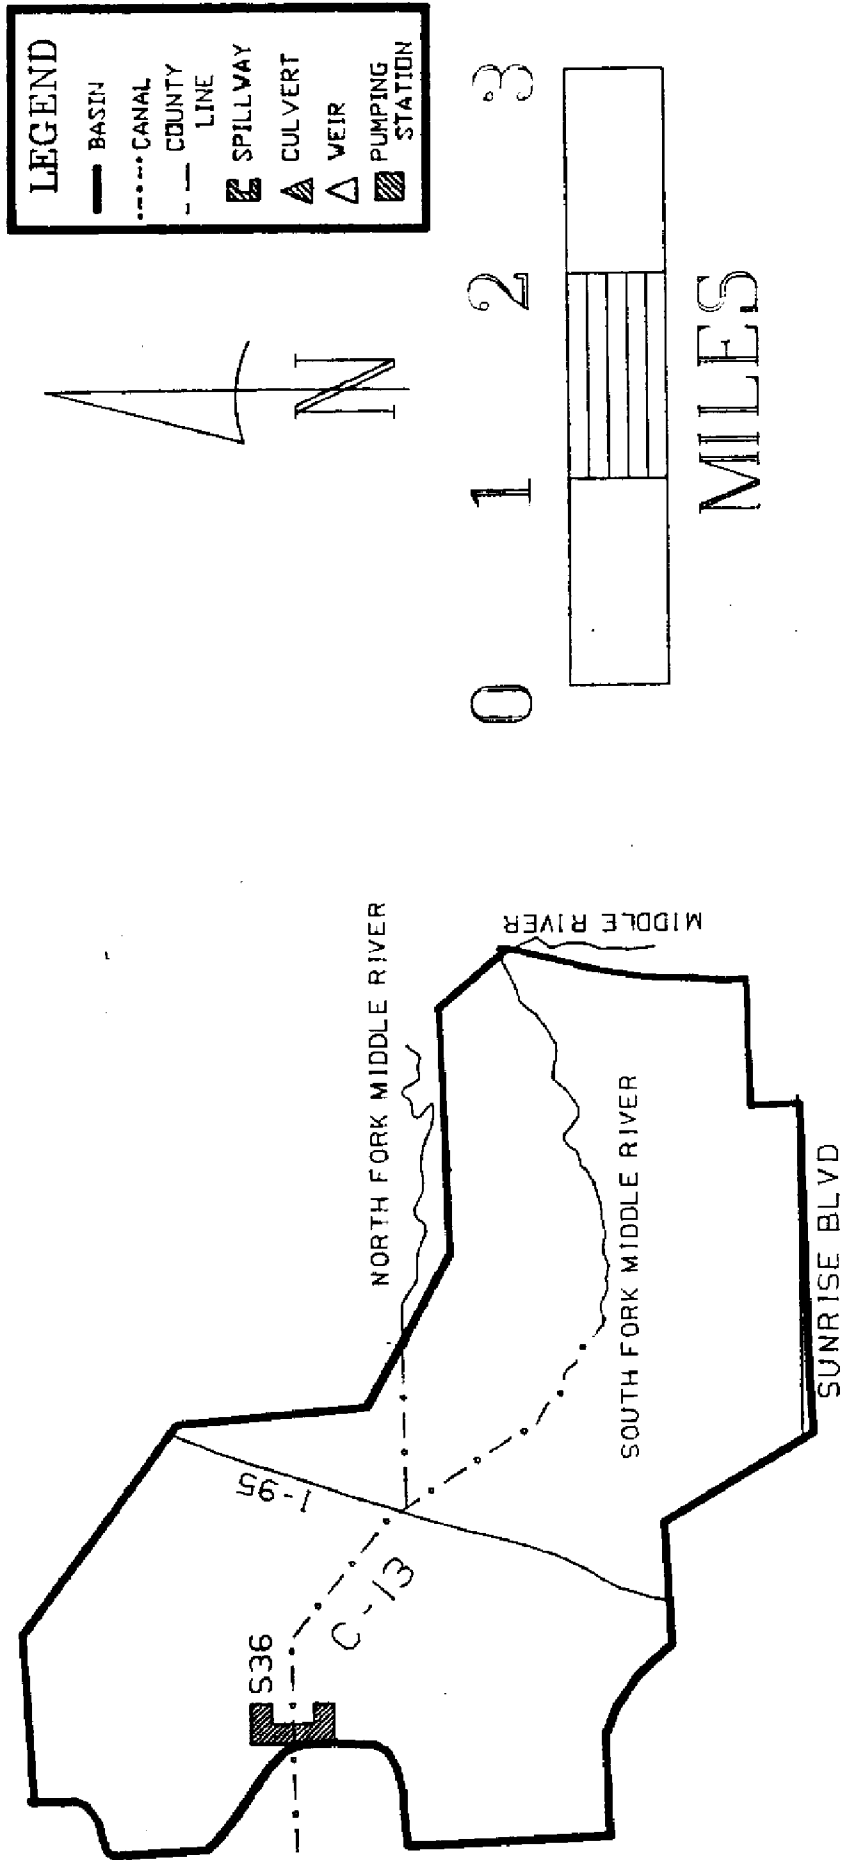 LEGEND
BASIN
CANAL
COUNTY
LINE
SPILLWAY
CULVERT
WEIR
PUMPING
STATION
N
0 1 2 3
MILES
NORTH FORK MIDDLE RIVER
MIDDLE RIVER
SOUTH FORK MIDDLE RIVER
I-95
S36
C-13
SUNRISE BLVD